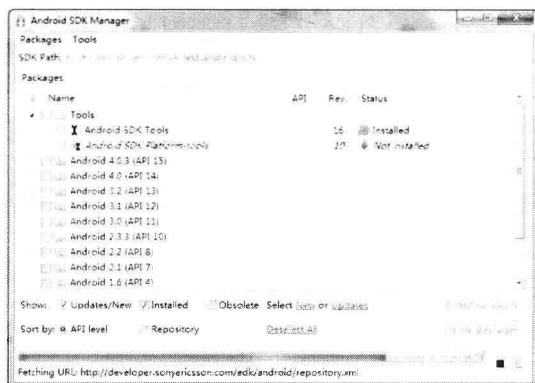 Android SDK Manager
Packages Tools
SDK Path:
Packages
Name API Rev. Status
Tools
Android SDK Tools 16 Installed
Android SDK Platform-tools 10 Not installed
Android 4.0.3 (API 15)
Android 4.0 (API 14)
Android 3.2 (API 13)
Android 3.1 (API 12)
Android 3.0 (API 11)
Android 2.3.3 (API 10)
Android 2.2 (API 8)
Android 2.1 (API 7)
Android 1.6 (API 4)
Show: Updates/New Installed Obsolete Select New or Updates
Sort by: API level Repository Deselect All
Fetching URL: http://developer.sonyericsson.com/edk/android/repository.xml